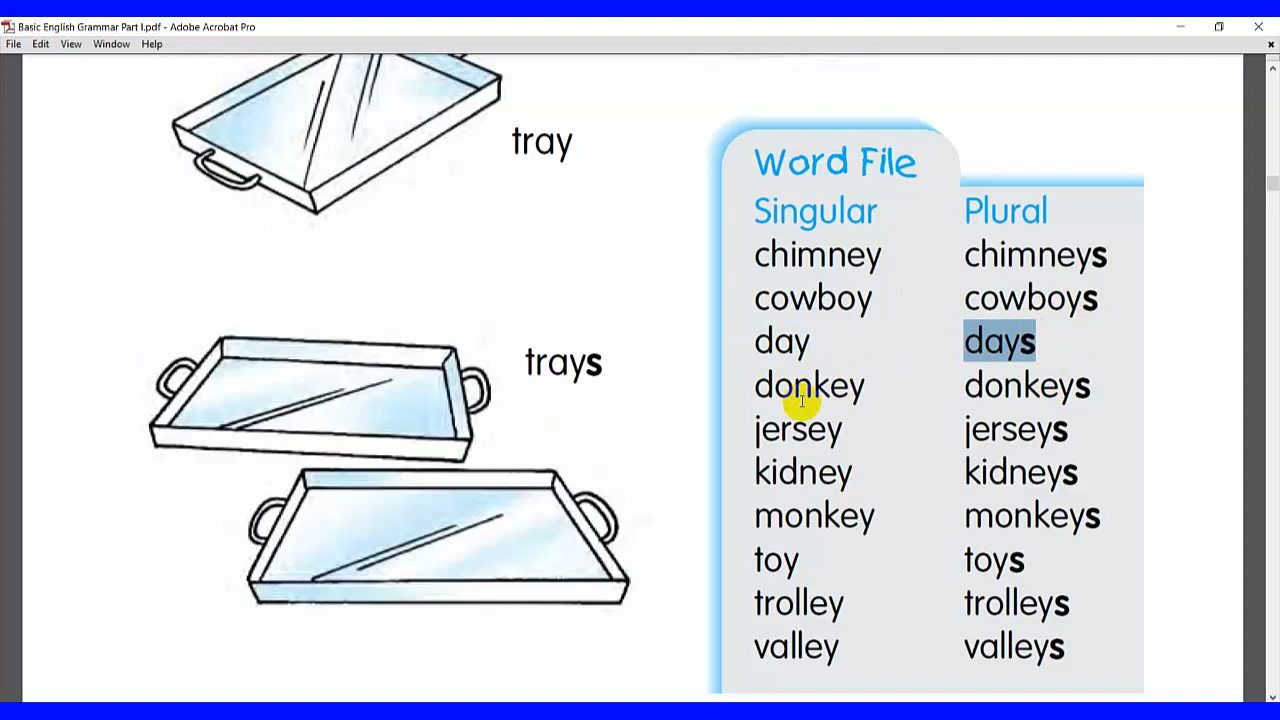 Basic English Grammar Part I.pdf - Adobe Acrobat Pro
File Edit View Window Help
tray
trays
Word File
Singular Plural
chimney chimneys
cowboy cowboys
day days
donkey donkeys
jersey jerseys
kidney kidneys
monkey monkeys
toy toys
trolley trolleys
valley valleys